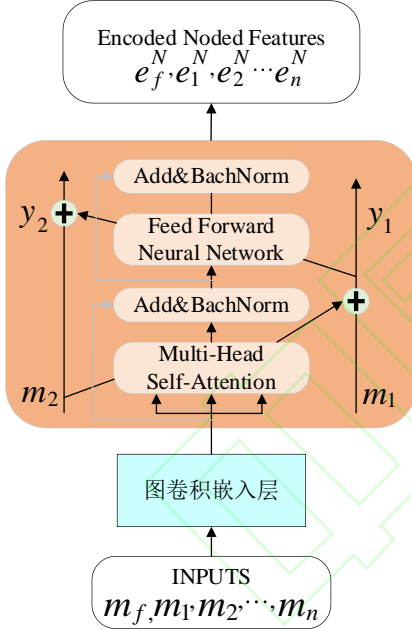 Encoded Noded Features
e_f^N, e_1^N, e_2^N ⋯ e_n^N
Add&BachNorm
y_2
Feed Forward
Neural Network
y_1
Add&BachNorm
Multi-Head
Self-Attention
m_2
m_1
图卷积嵌入层
INPUTS
m_f, m_1, m_2, ⋯, m_n